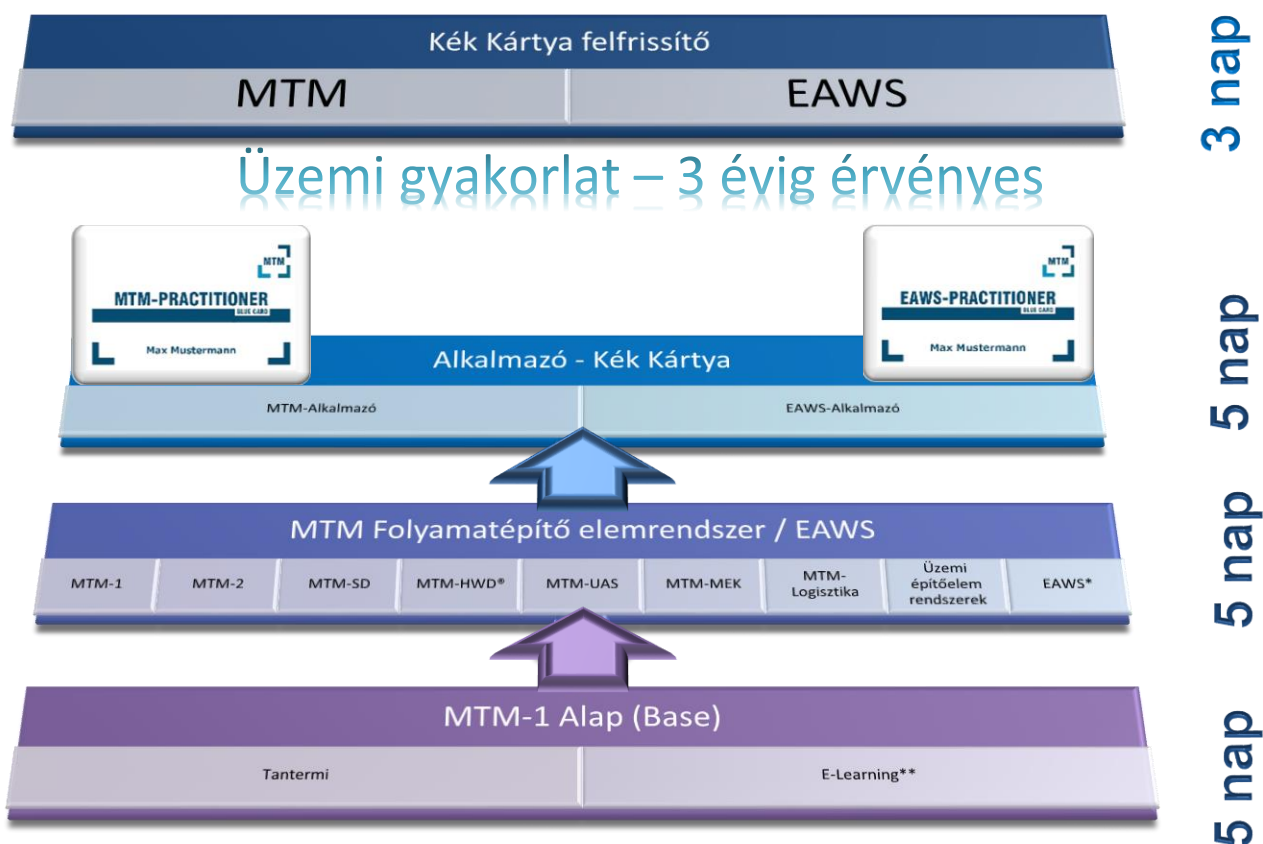 Kék Kártya felfrissítő
MTM
EAWS
3 nap
Üzemi gyakorlat – 3 évig érvényes
MTM
MTM-PRACTITIONER
BLUE CARD
Max Mustermann
MTM
EAWS-PRACTITIONER
BLUE CARD
Max Mustermann
Alkalmazó - Kék Kártya
MTM-Alkalmazó
EAWS-Alkalmazó
5 nap
MTM Folyamatépítő elemrendszer / EAWS
MTM-1
MTM-2
MTM-SD
MTM-HWD®
MTM-UAS
MTM-MEK
MTM-
Logisztika
Üzemi
építőelem
rendszerek
EAWS*
5 nap
MTM-1 Alap (Base)
Tantermi
E-Learning**
5 nap